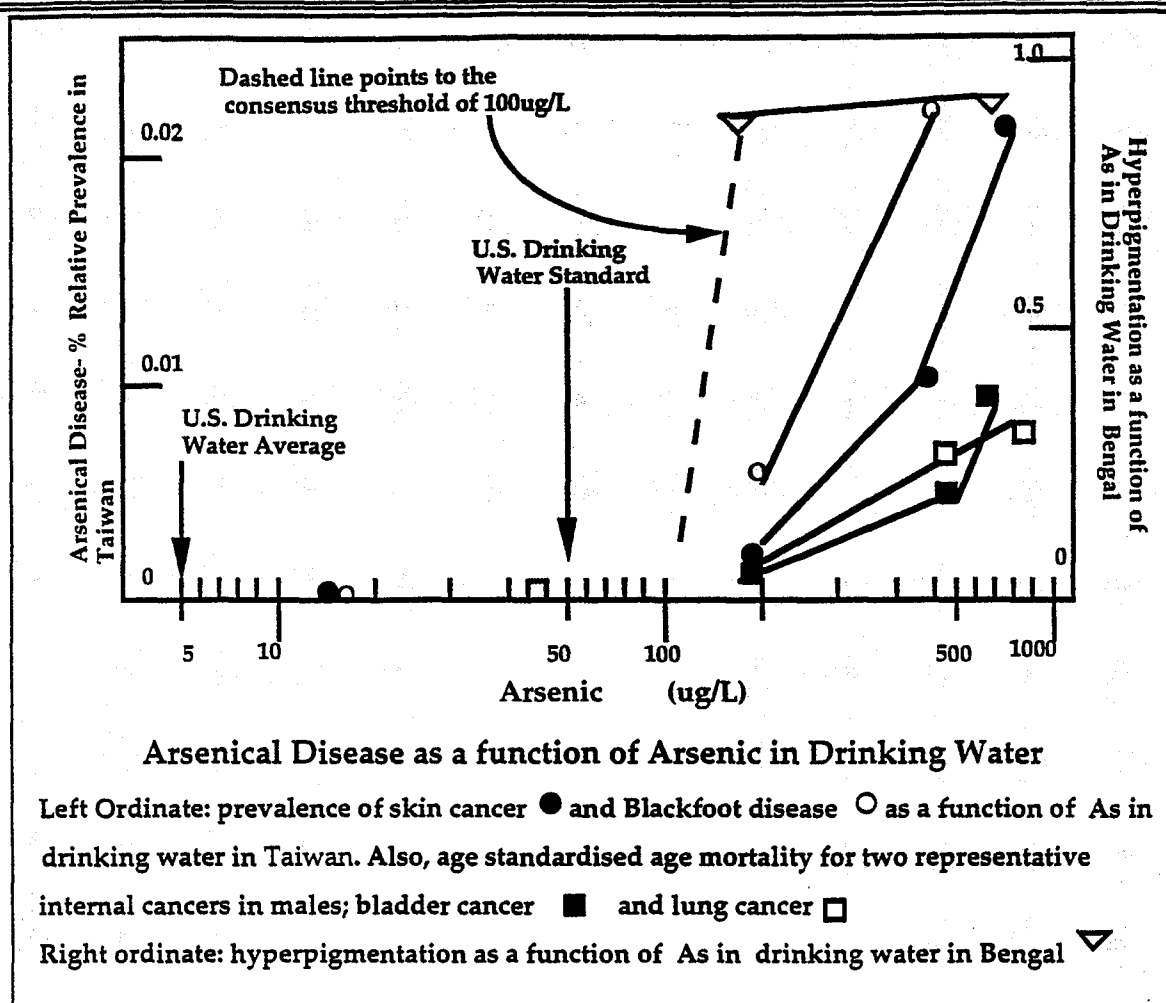 Dashed line points to the
consensus threshold of 100ug/L
1.0
0.02
U.S. Drinking
Water Standard
0.5
0.01
U.S. Drinking
Water Average
0
0
5
10
50
100
500
1000
Arsenical Disease- % Relative Prevalence in
Taiwan
Hyperpigmentation as a function of
As in Drinking Water in Bengal
Arsenic (ug/L)
Arsenical Disease as a function of Arsenic in Drinking Water
Left Ordinate: prevalence of skin cancer ● and Blackfoot disease ○ as a function of As in
drinking water in Taiwan. Also, age standardised age mortality for two representative
internal cancers in males; bladder cancer ■ and lung cancer □
Right ordinate: hyperpigmentation as a function of As in drinking water in Bengal ▽